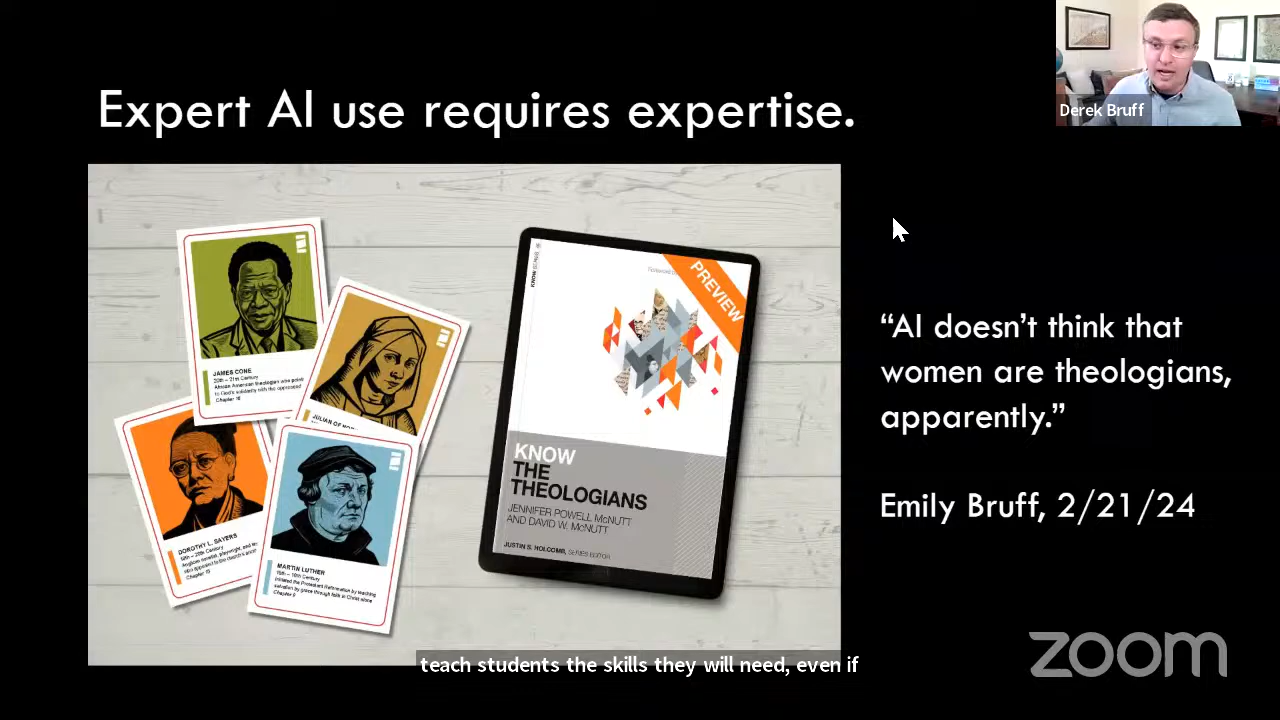 Expert AI use requires expertise.
Derek Bruff
JAMES CONE
20th – 21st Century
African American theologian who points
to God's solidarity with the oppressed
Chapter 16
JULIAN OF
DOROTHY L. SAYERS
19th – 20th Century
Anglican novelist, playwright, and
Chapter 15
MARTIN LUTHER
15th – 16th Century
Initiated the Protestant Reformation by teaching
salvation by grace through faith in Christ alone
Chapter 9
KNOW
PREVIEW
KNOW
THE
THEOLOGIANS
JENNIFER POWELL McNUTT
AND DAVID W. McNUTT
JUSTIN S. HOLCOMB, SERIES EDITOR
“AI doesn’t think that
women are theologians,
apparently.”
Emily Bruff, 2/21/24
teach students the skills they will need, even if
zoom